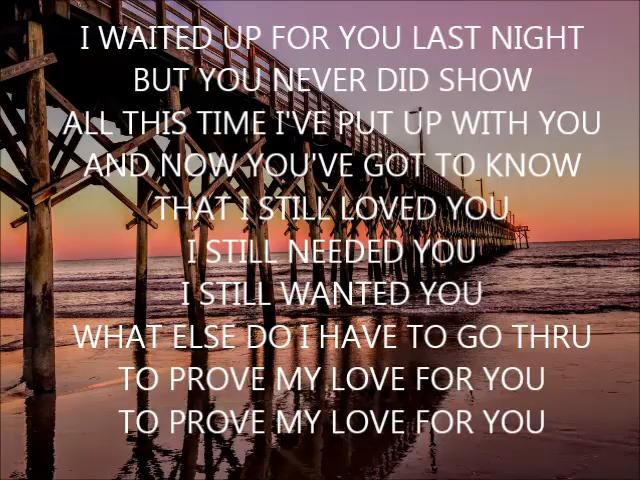 I WAITED UP FOR YOU LAST NIGHT
BUT YOU NEVER DID SHOW
ALL THIS TIME I'VE PUT UP WITH YOU
AND NOW YOU'VE GOT TO KNOW
THAT I STILL LOVED YOU
I STILL NEEDED YOU
I STILL WANTED YOU
WHAT ELSE DO I HAVE TO GO THRU
TO PROVE MY LOVE FOR YOU
TO PROVE MY LOVE FOR YOU